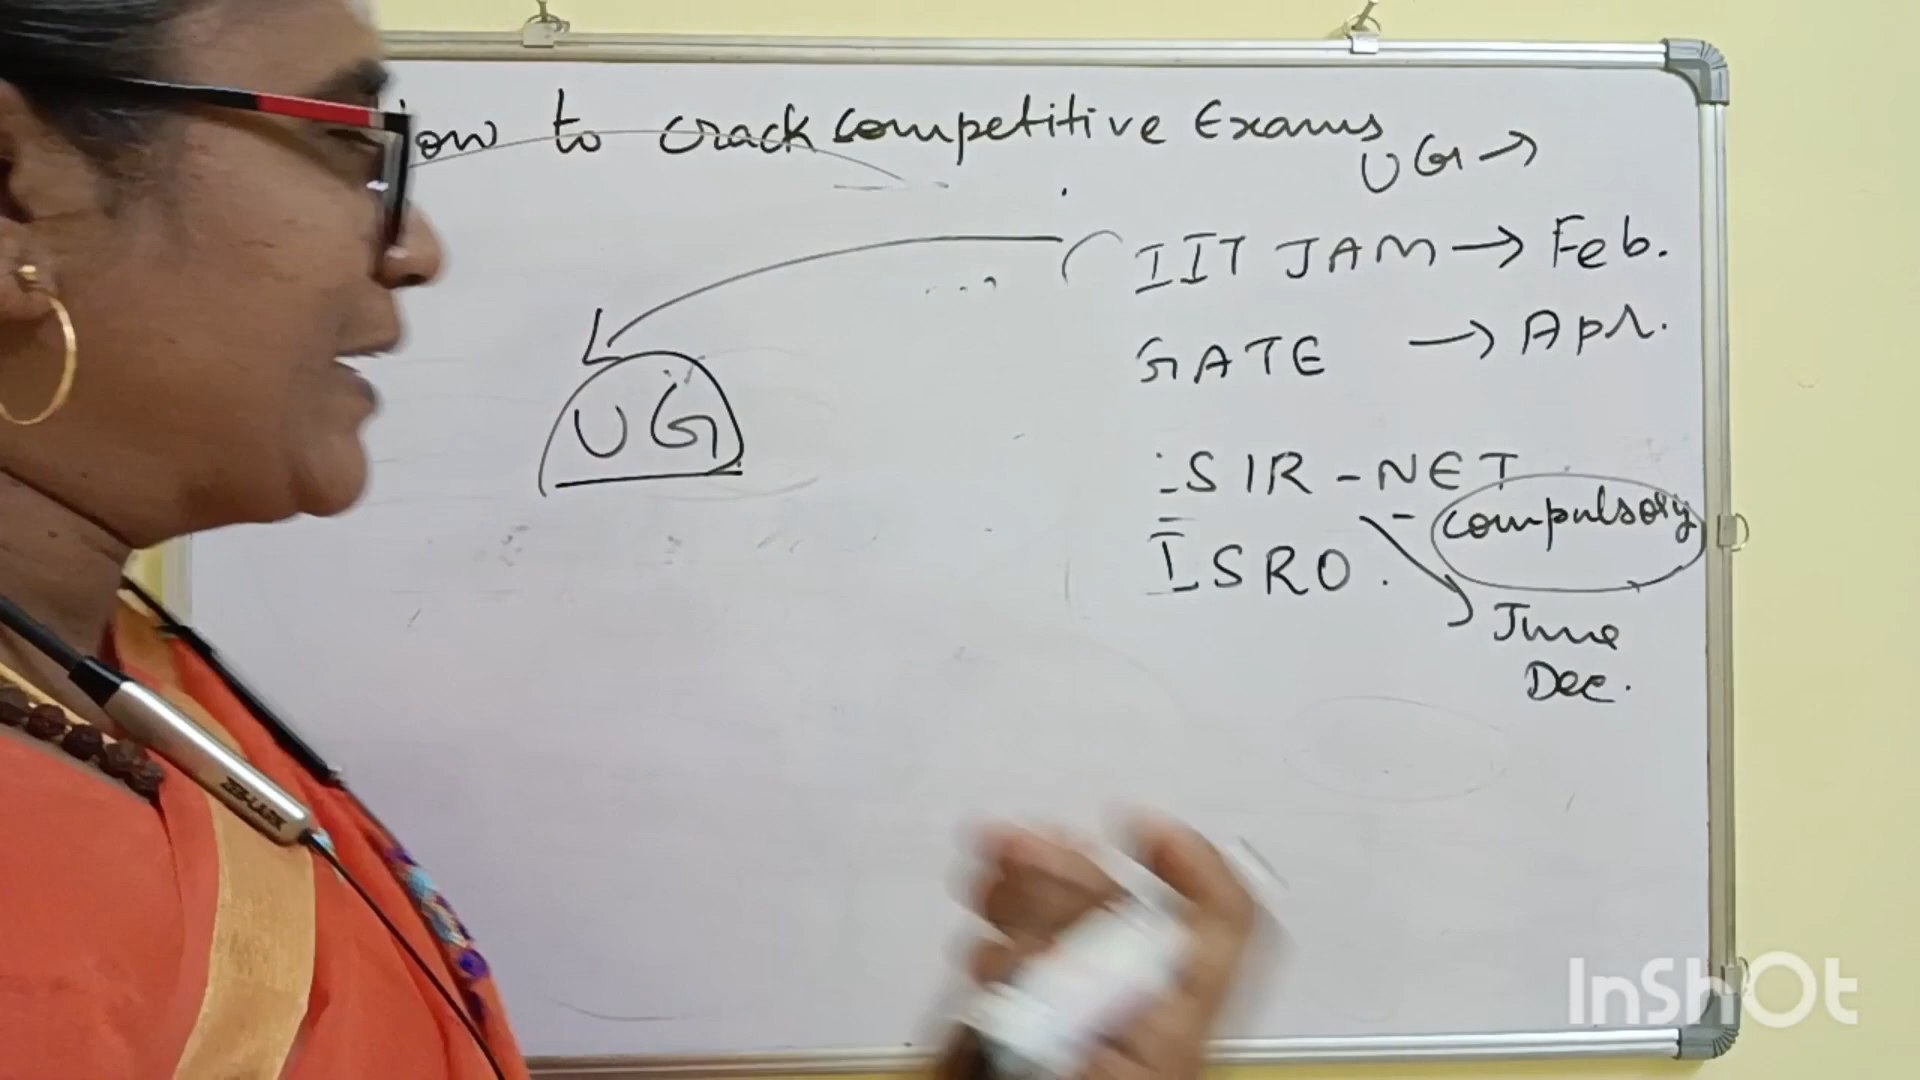 ow to crack competitive Exams
UG →
IIT JAM → Feb.
GATE → Apr.
UG
SIR - NET
- compulsory
ISRO.
June
Dec.
InShOt